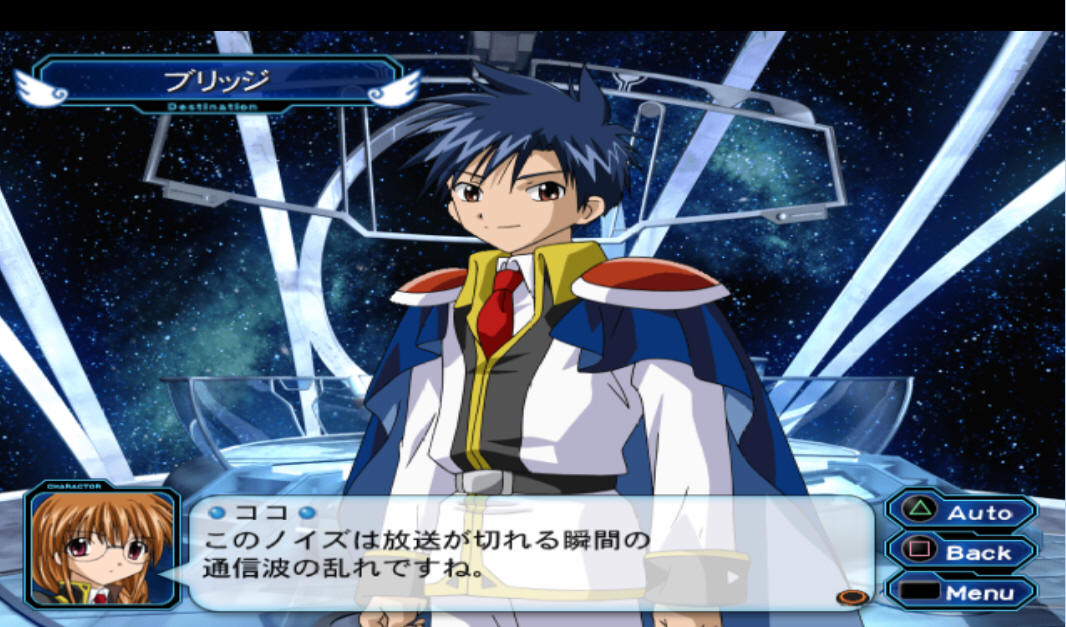 ブリッジ
Destination
CHARACTOR
ココ
このノイズは放送が切れる瞬間の
通信波の乱れですね。
Auto
Back
Menu